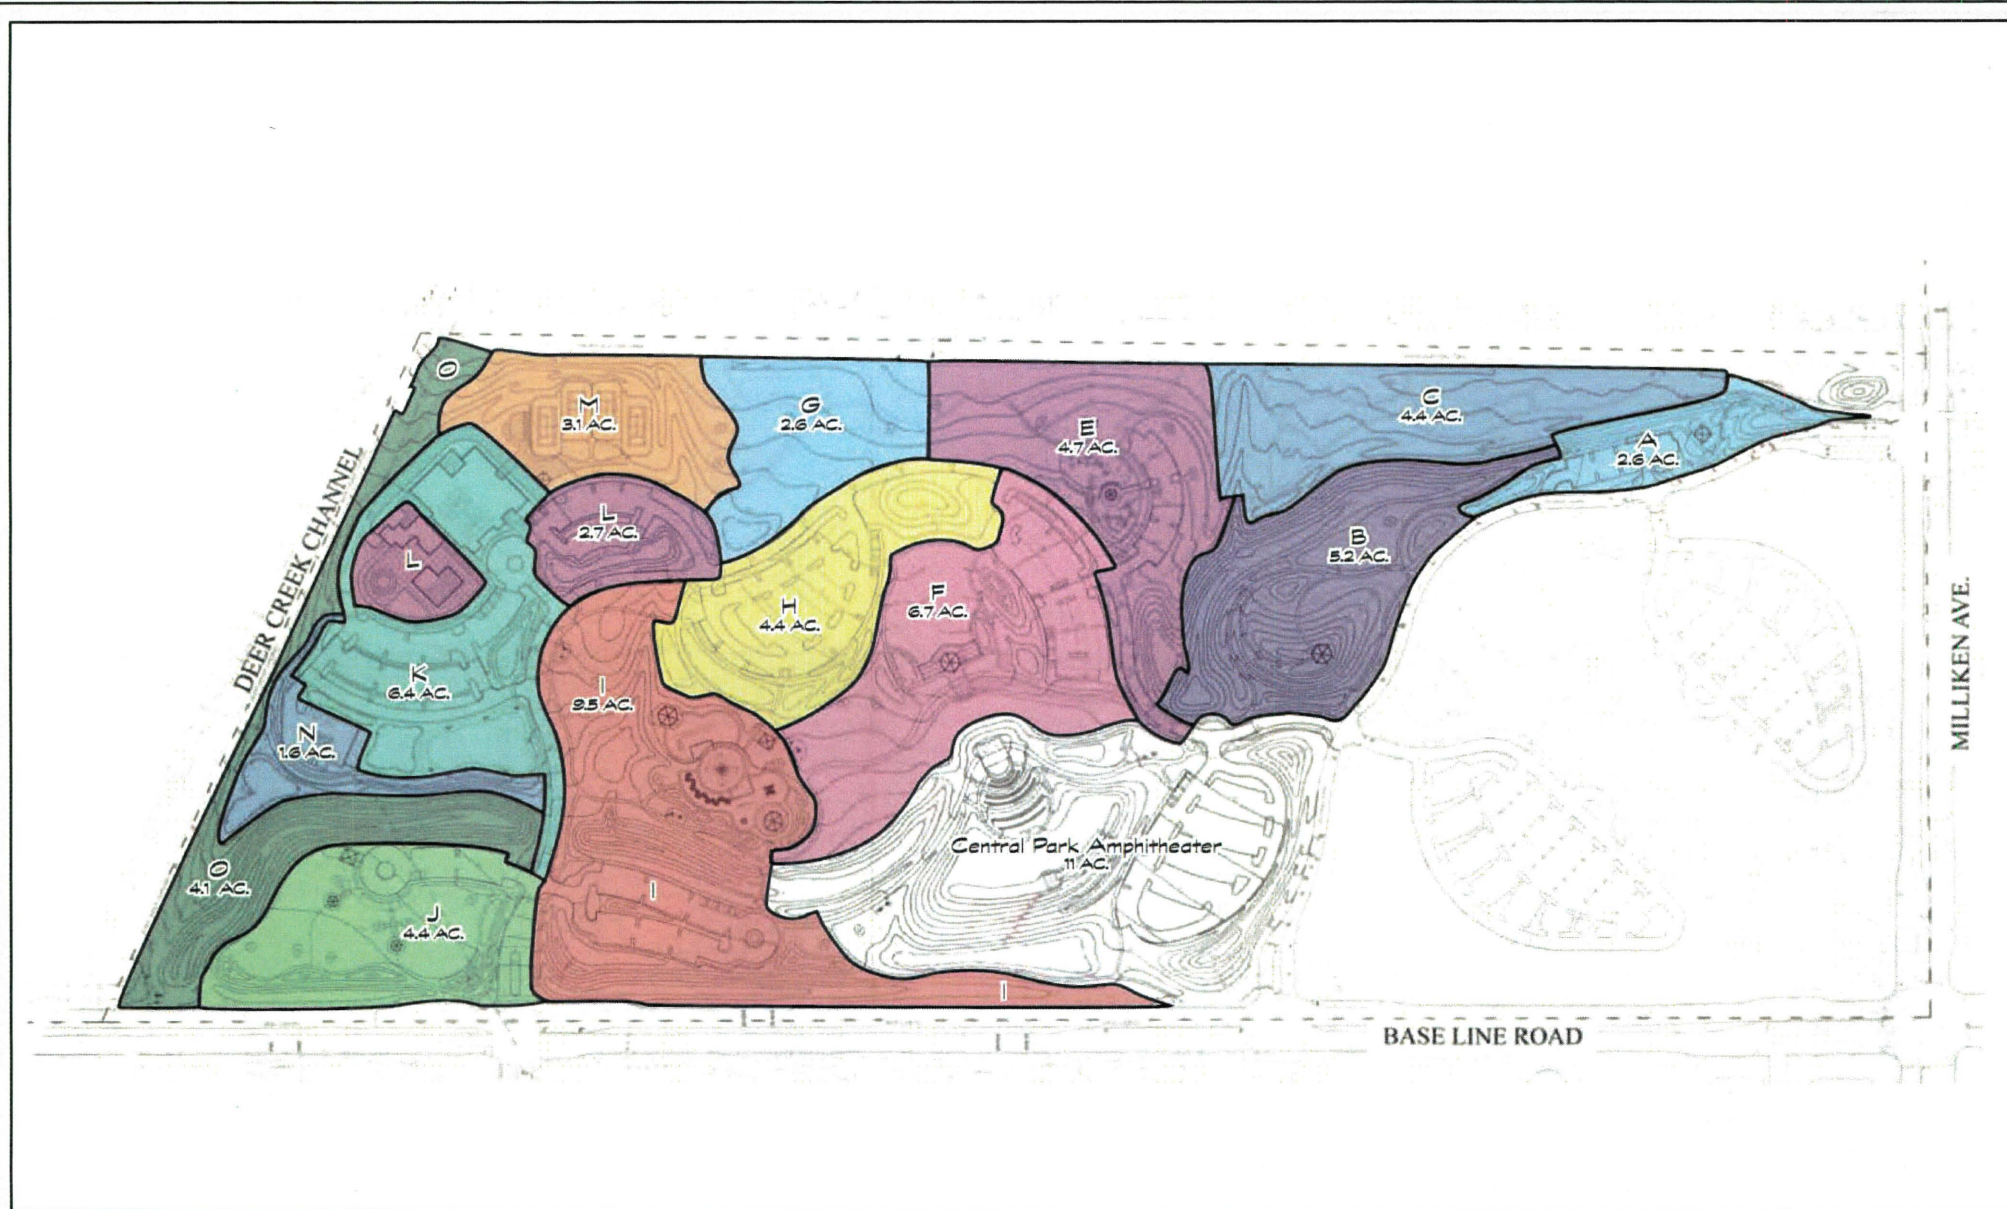 O
M
3.1 AC.
G
2.6 AC.
E
4.7 AC.
C
4.4 AC.
A
2.6 AC.
L
2.7 AC.
L
B
5.2 AC.
H
4.4 AC.
F
6.7 AC.
K
6.4 AC.
I
9.5 AC.
N
1.6 AC.
Central Park Amphitheater
11 AC.
O
4.1 AC.
I
J
4.4 AC.
I
DEER CREEK CHANNEL
MILLIKEN AVE.
BASE LINE ROAD